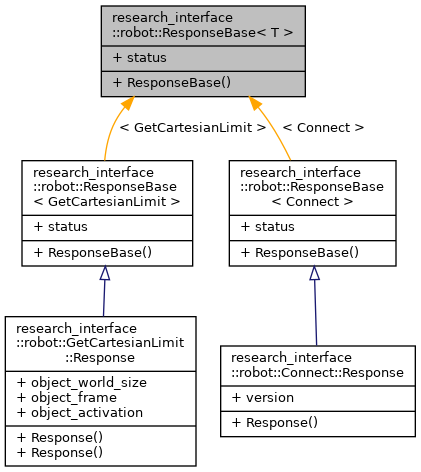 research_interface
::robot::ResponseBase< T >
+ status
+ ResponseBase()
< GetCartesianLimit >
< Connect >
research_interface
::robot::ResponseBase
< GetCartesianLimit >
+ status
+ ResponseBase()
research_interface
::robot::ResponseBase
< Connect >
+ status
+ ResponseBase()
research_interface
::robot::GetCartesianLimit
::Response
+ object_world_size
+ object_frame
+ object_activation
+ Response()
+ Response()
research_interface
::robot::Connect::Response
+ version
+ Response()